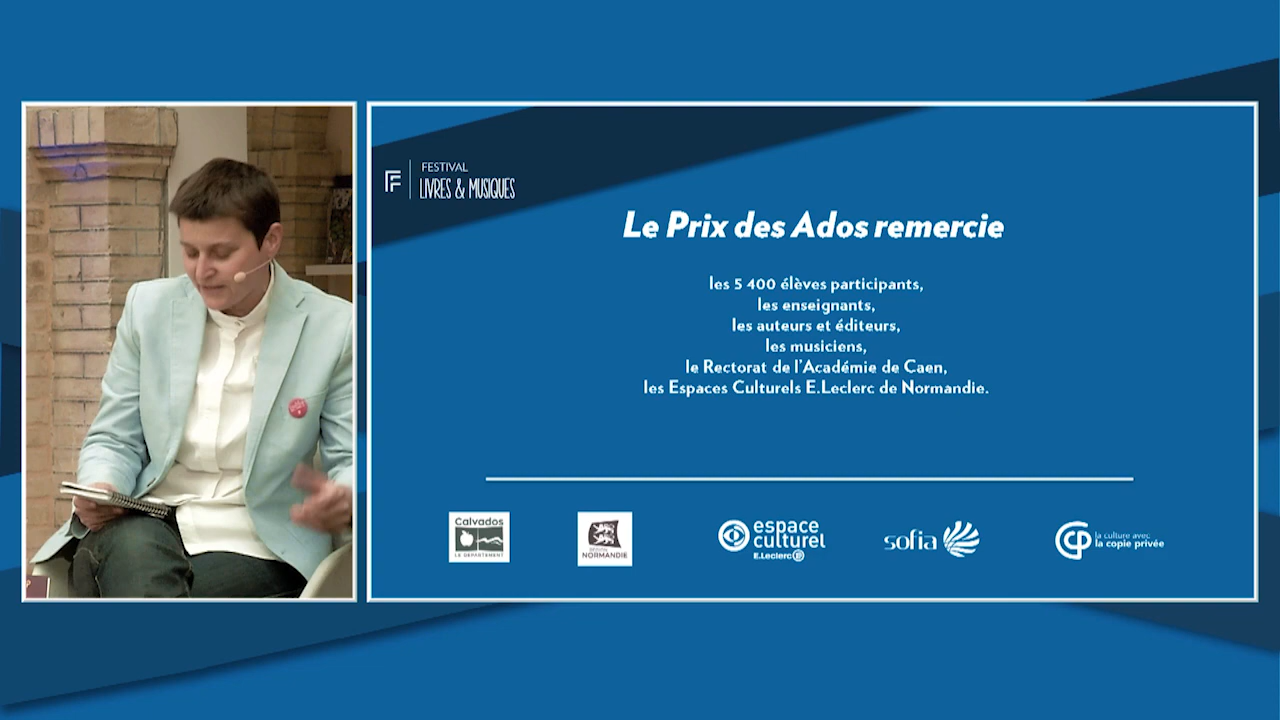 FESTIVAL
LIVRES & MUSIQUES
Le Prix des Ados remercie
les 5 400 élèves participants,
les enseignants,
les auteurs et éditeurs,
les musiciens,
le Rectorat de l'Académie de Caen,
les Espaces Culturels E.Leclerc de Normandie.
Calvados
LE DÉPARTEMENT
RÉGION
NORMANDIE
espace
culturel
E.Leclerc
sofia
la culture avec
la copie privée